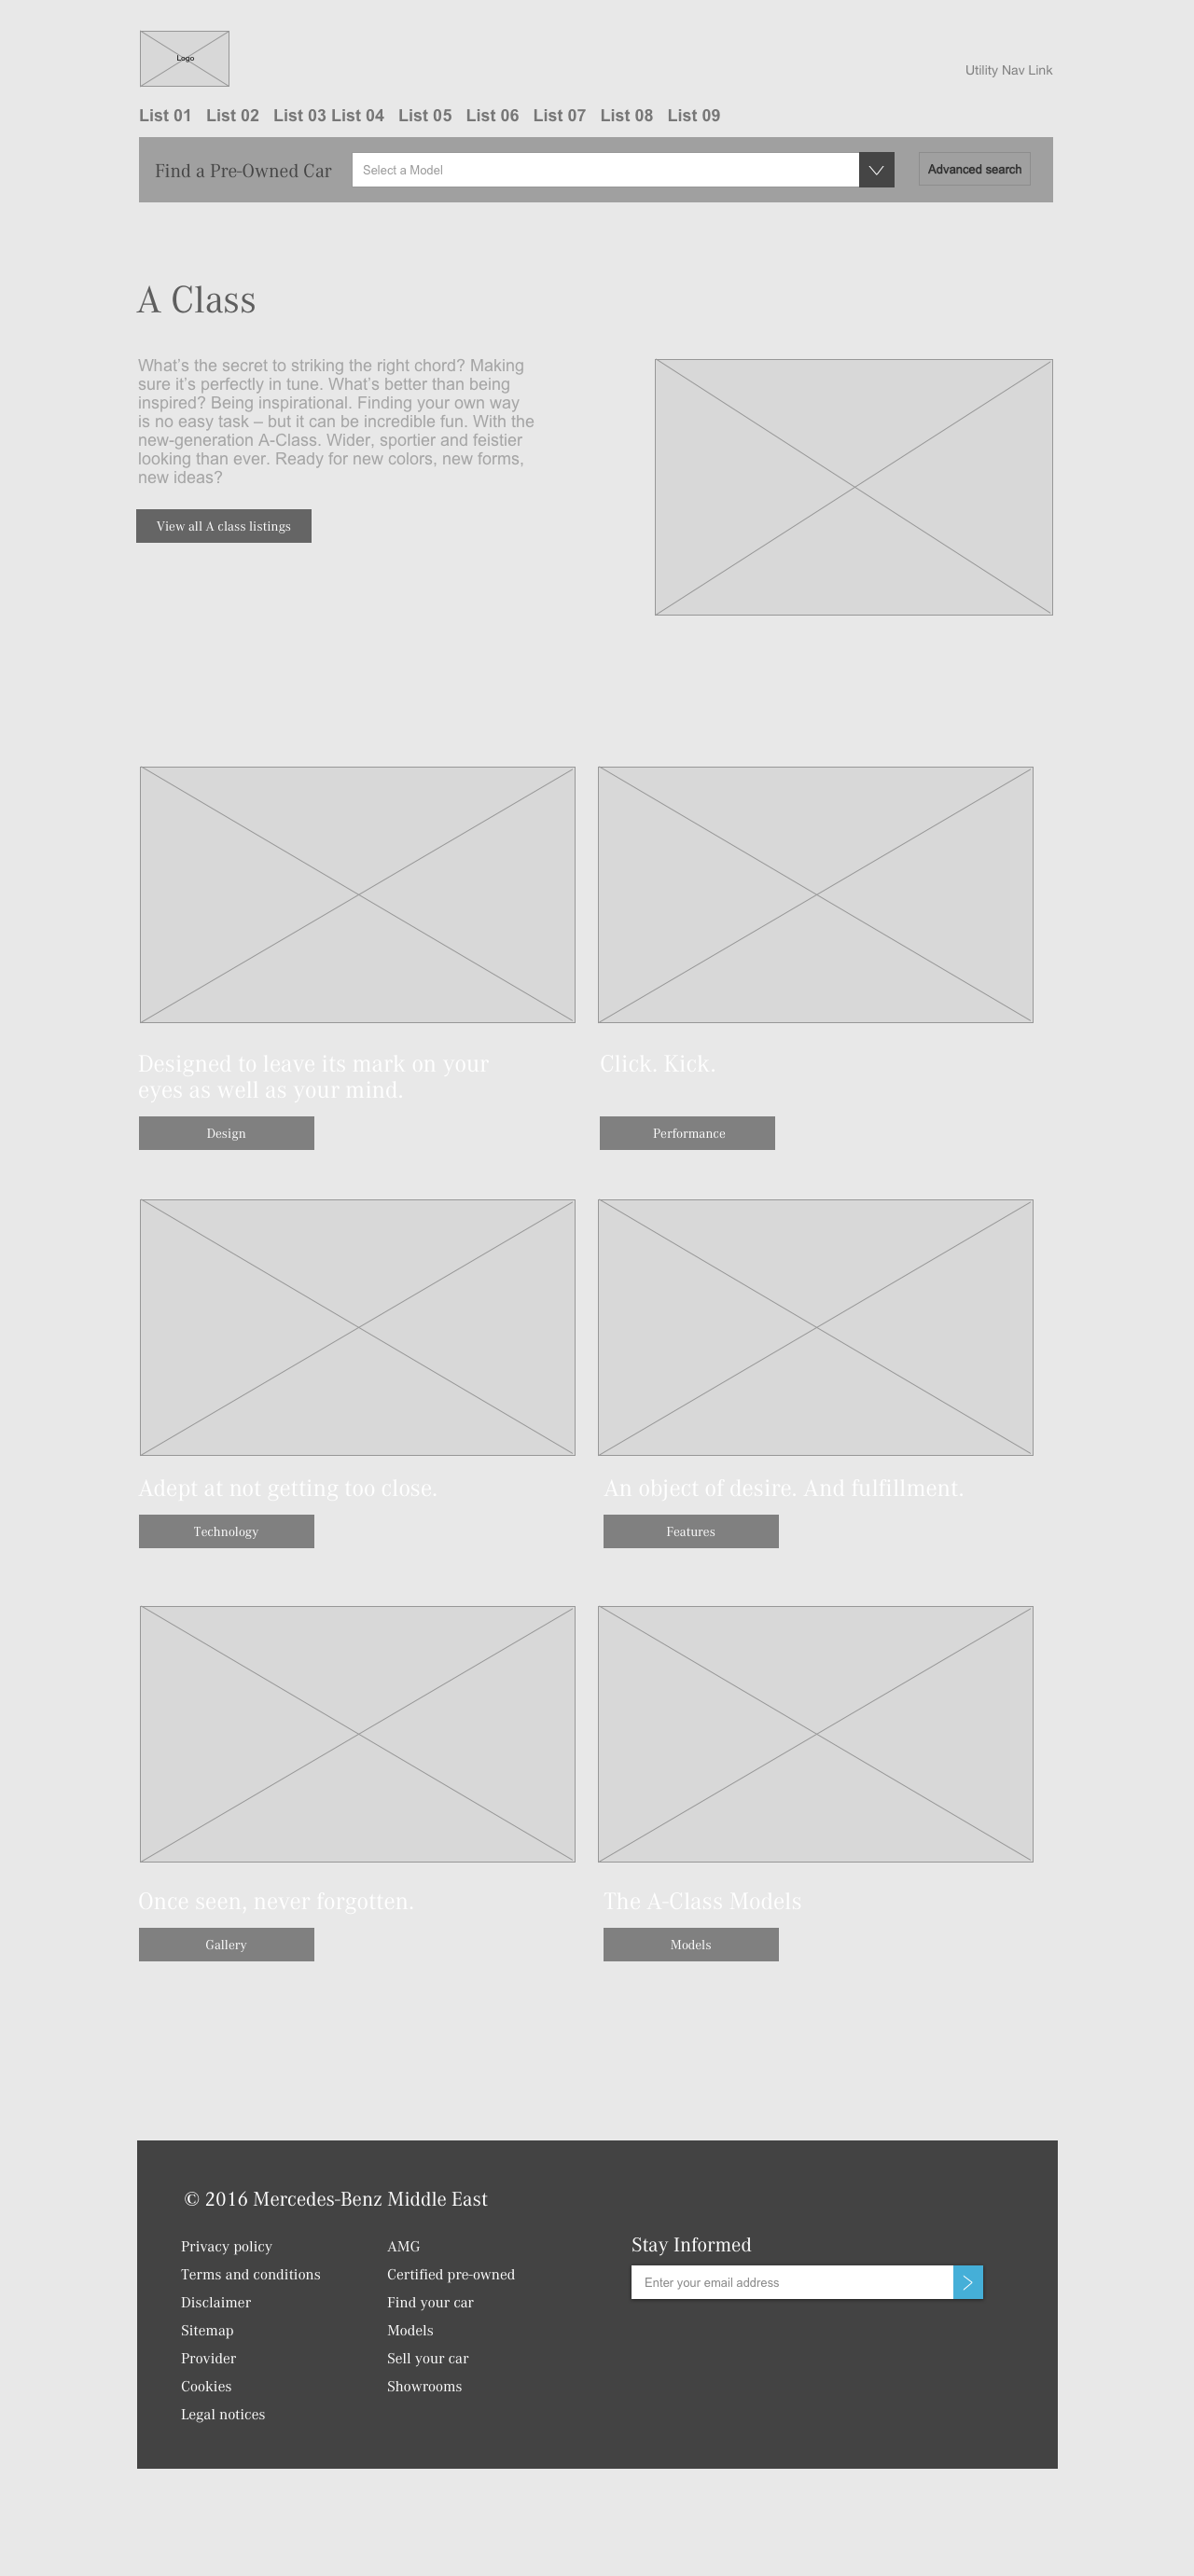 Logo
Utility Nav Link
List 01 List 02 List 03 List 04 List 05 List 06 List 07 List 08 List 09
Find a Pre-Owned Car
Select a Model
Advanced search
A Class
What's the secret to striking the right chord? Making
sure it's perfectly in tune. What's better than being
inspired? Being inspirational. Finding your own way
is no easy task – but it can be incredible fun. With the
new-generation A-Class. Wider, sportier and feistier
looking than ever. Ready for new colors, new forms,
new ideas?
View all A class listings
Designed to leave its mark on your
eyes as well as your mind.
Design
Click. Kick.
Performance
Adept at not getting too close.
Technology
An object of desire. And fulfillment.
Features
Once seen, never forgotten.
Gallery
The A-Class Models
Models
© 2016 Mercedes-Benz Middle East
Privacy policy
Terms and conditions
Disclaimer
Sitemap
Provider
Cookies
Legal notices
AMG
Certified pre-owned
Find your car
Models
Sell your car
Showrooms
Stay Informed
Enter your email address